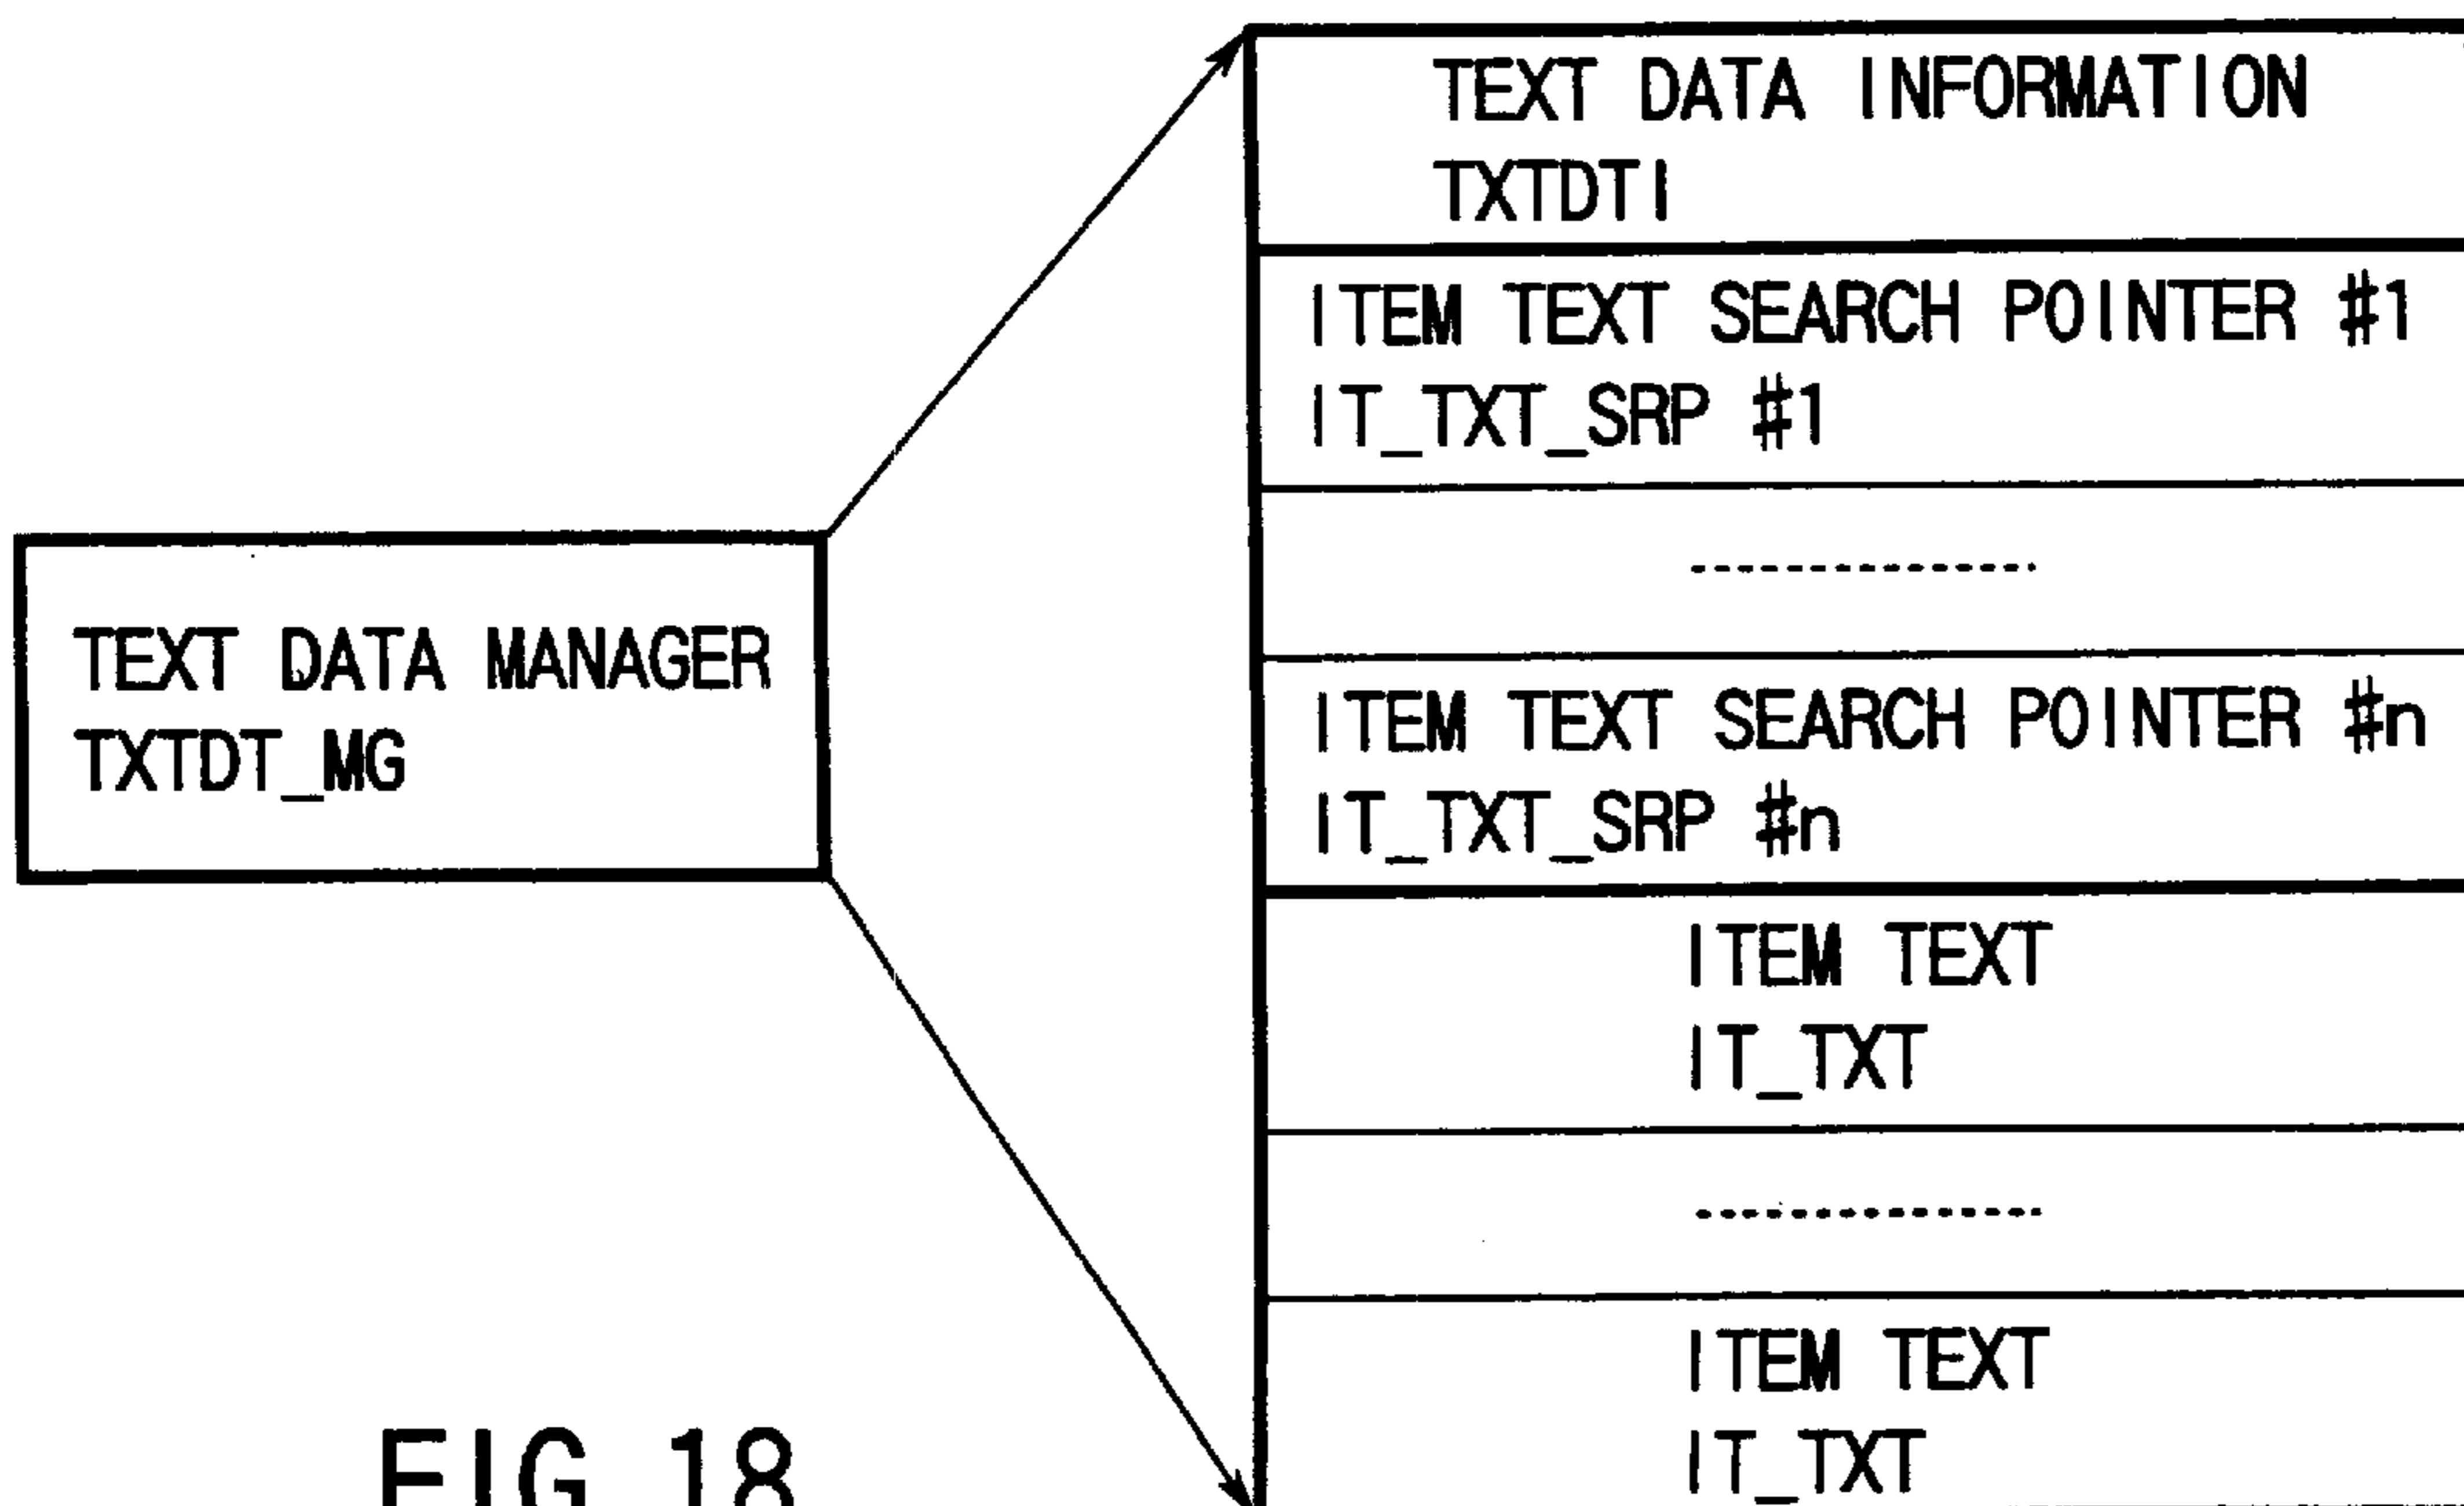 TEXT DATA MANAGER
TXTDT_MG
TEXT DATA INFORMATION
TXTDTI
ITEM TEXT SEARCH POINTER #1
IT_TXT_SRP #1
---------------
ITEM TEXT SEARCH POINTER #n
IT_TXT_SRP #n
ITEM TEXT
IT_TXT
---------------
ITEM TEXT
IT_TXT
FIG. 18